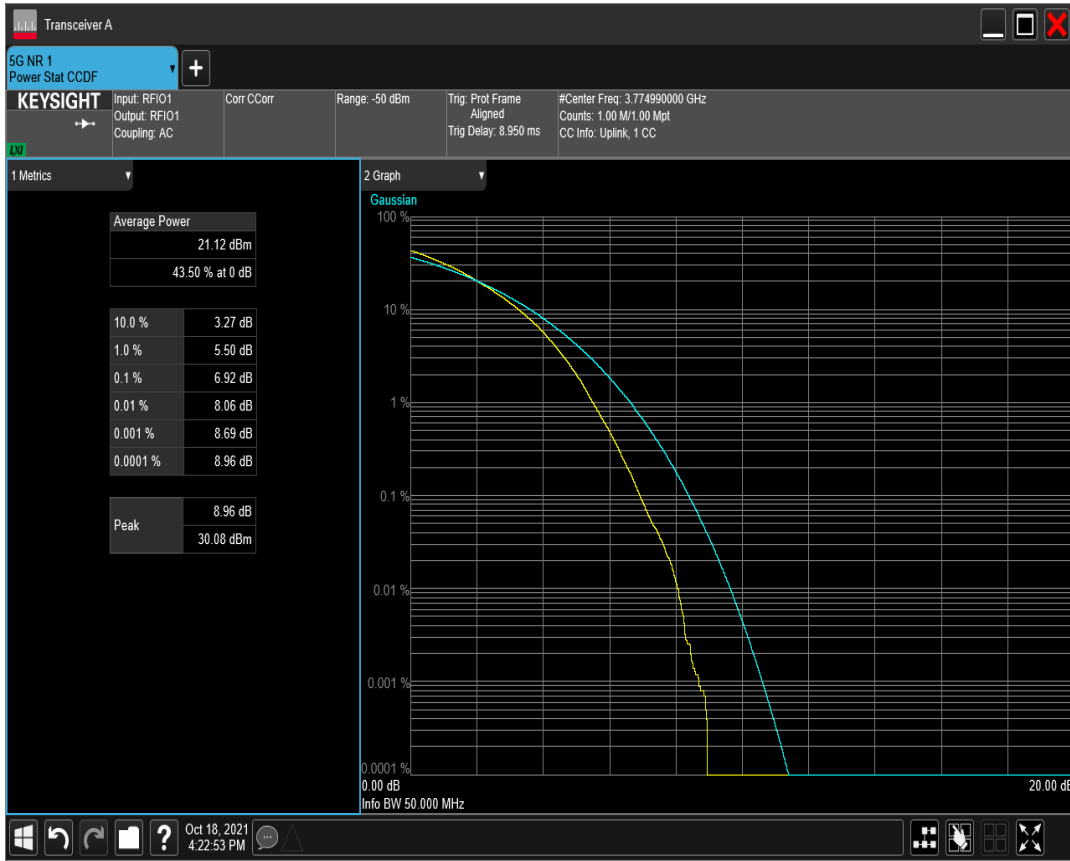 Transceiver A
5G NR 1
Power Stat CCDF
+
KEYSIGHT
LXI
Input: RFIO1
Output: RFIO1
Coupling: AC
Corr CCorr
Range: -50 dBm
Trig: Prot Frame
Aligned
Trig Delay: 8.950 ms
#Center Freq: 3.774990000 GHz
Counts: 1.00 M/1.00 Mpt
CC Info: Uplink, 1 CC
1 Metrics
Average Power
21.12 dBm
43.50 % at 0 dB
10.0 % 3.27 dB
1.0 % 5.50 dB
0.1 % 6.92 dB
0.01 % 8.06 dB
0.001 % 8.69 dB
0.0001 % 8.96 dB
Peak
8.96 dB
30.08 dBm
2 Graph
Gaussian
100 %
10 %
1 %
0.1 %
0.01 %
0.001 %
0.0001 %
0.00 dB 20.00 dB
Info BW 50.000 MHz
?
Oct 18, 2021
4:22:53 PM